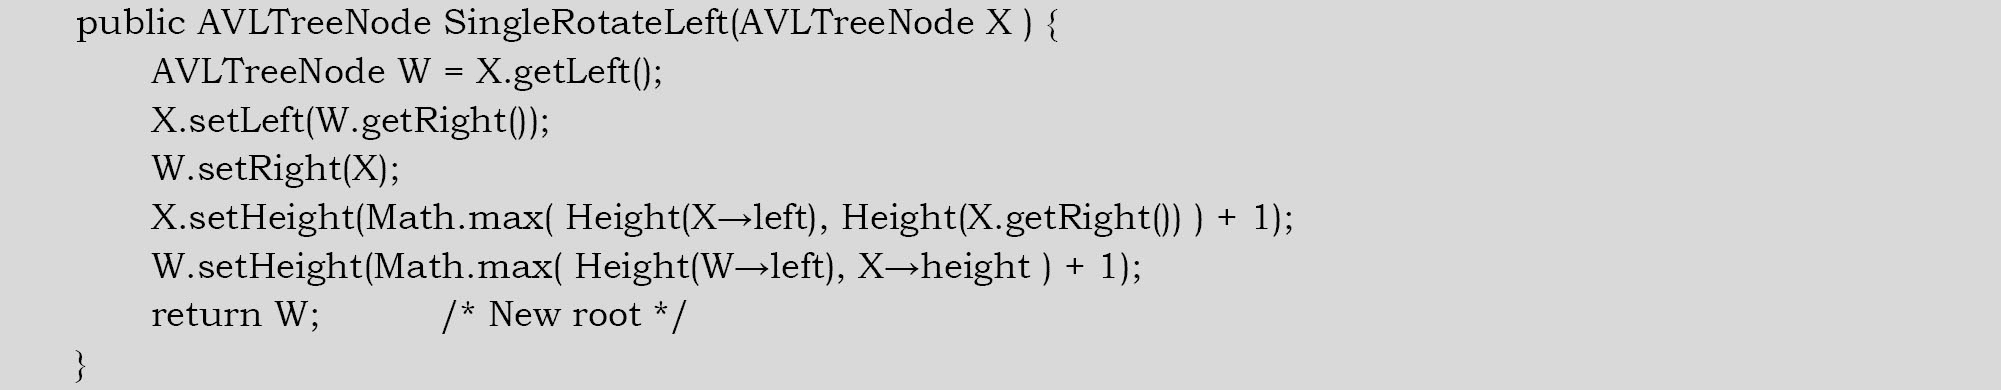 public AVLTreeNode SingleRotateLeft(AVLTreeNode X ) {
AVLTreeNode W = X.getLeft();
X.setLeft(W.getRight());
W.setRight(X);
X.setHeight(Math.max( Height(X→left), Height(X.getRight()) ) + 1);
W.setHeight(Math.max( Height(W→left), X→height ) + 1);
return W; /* New root */
}